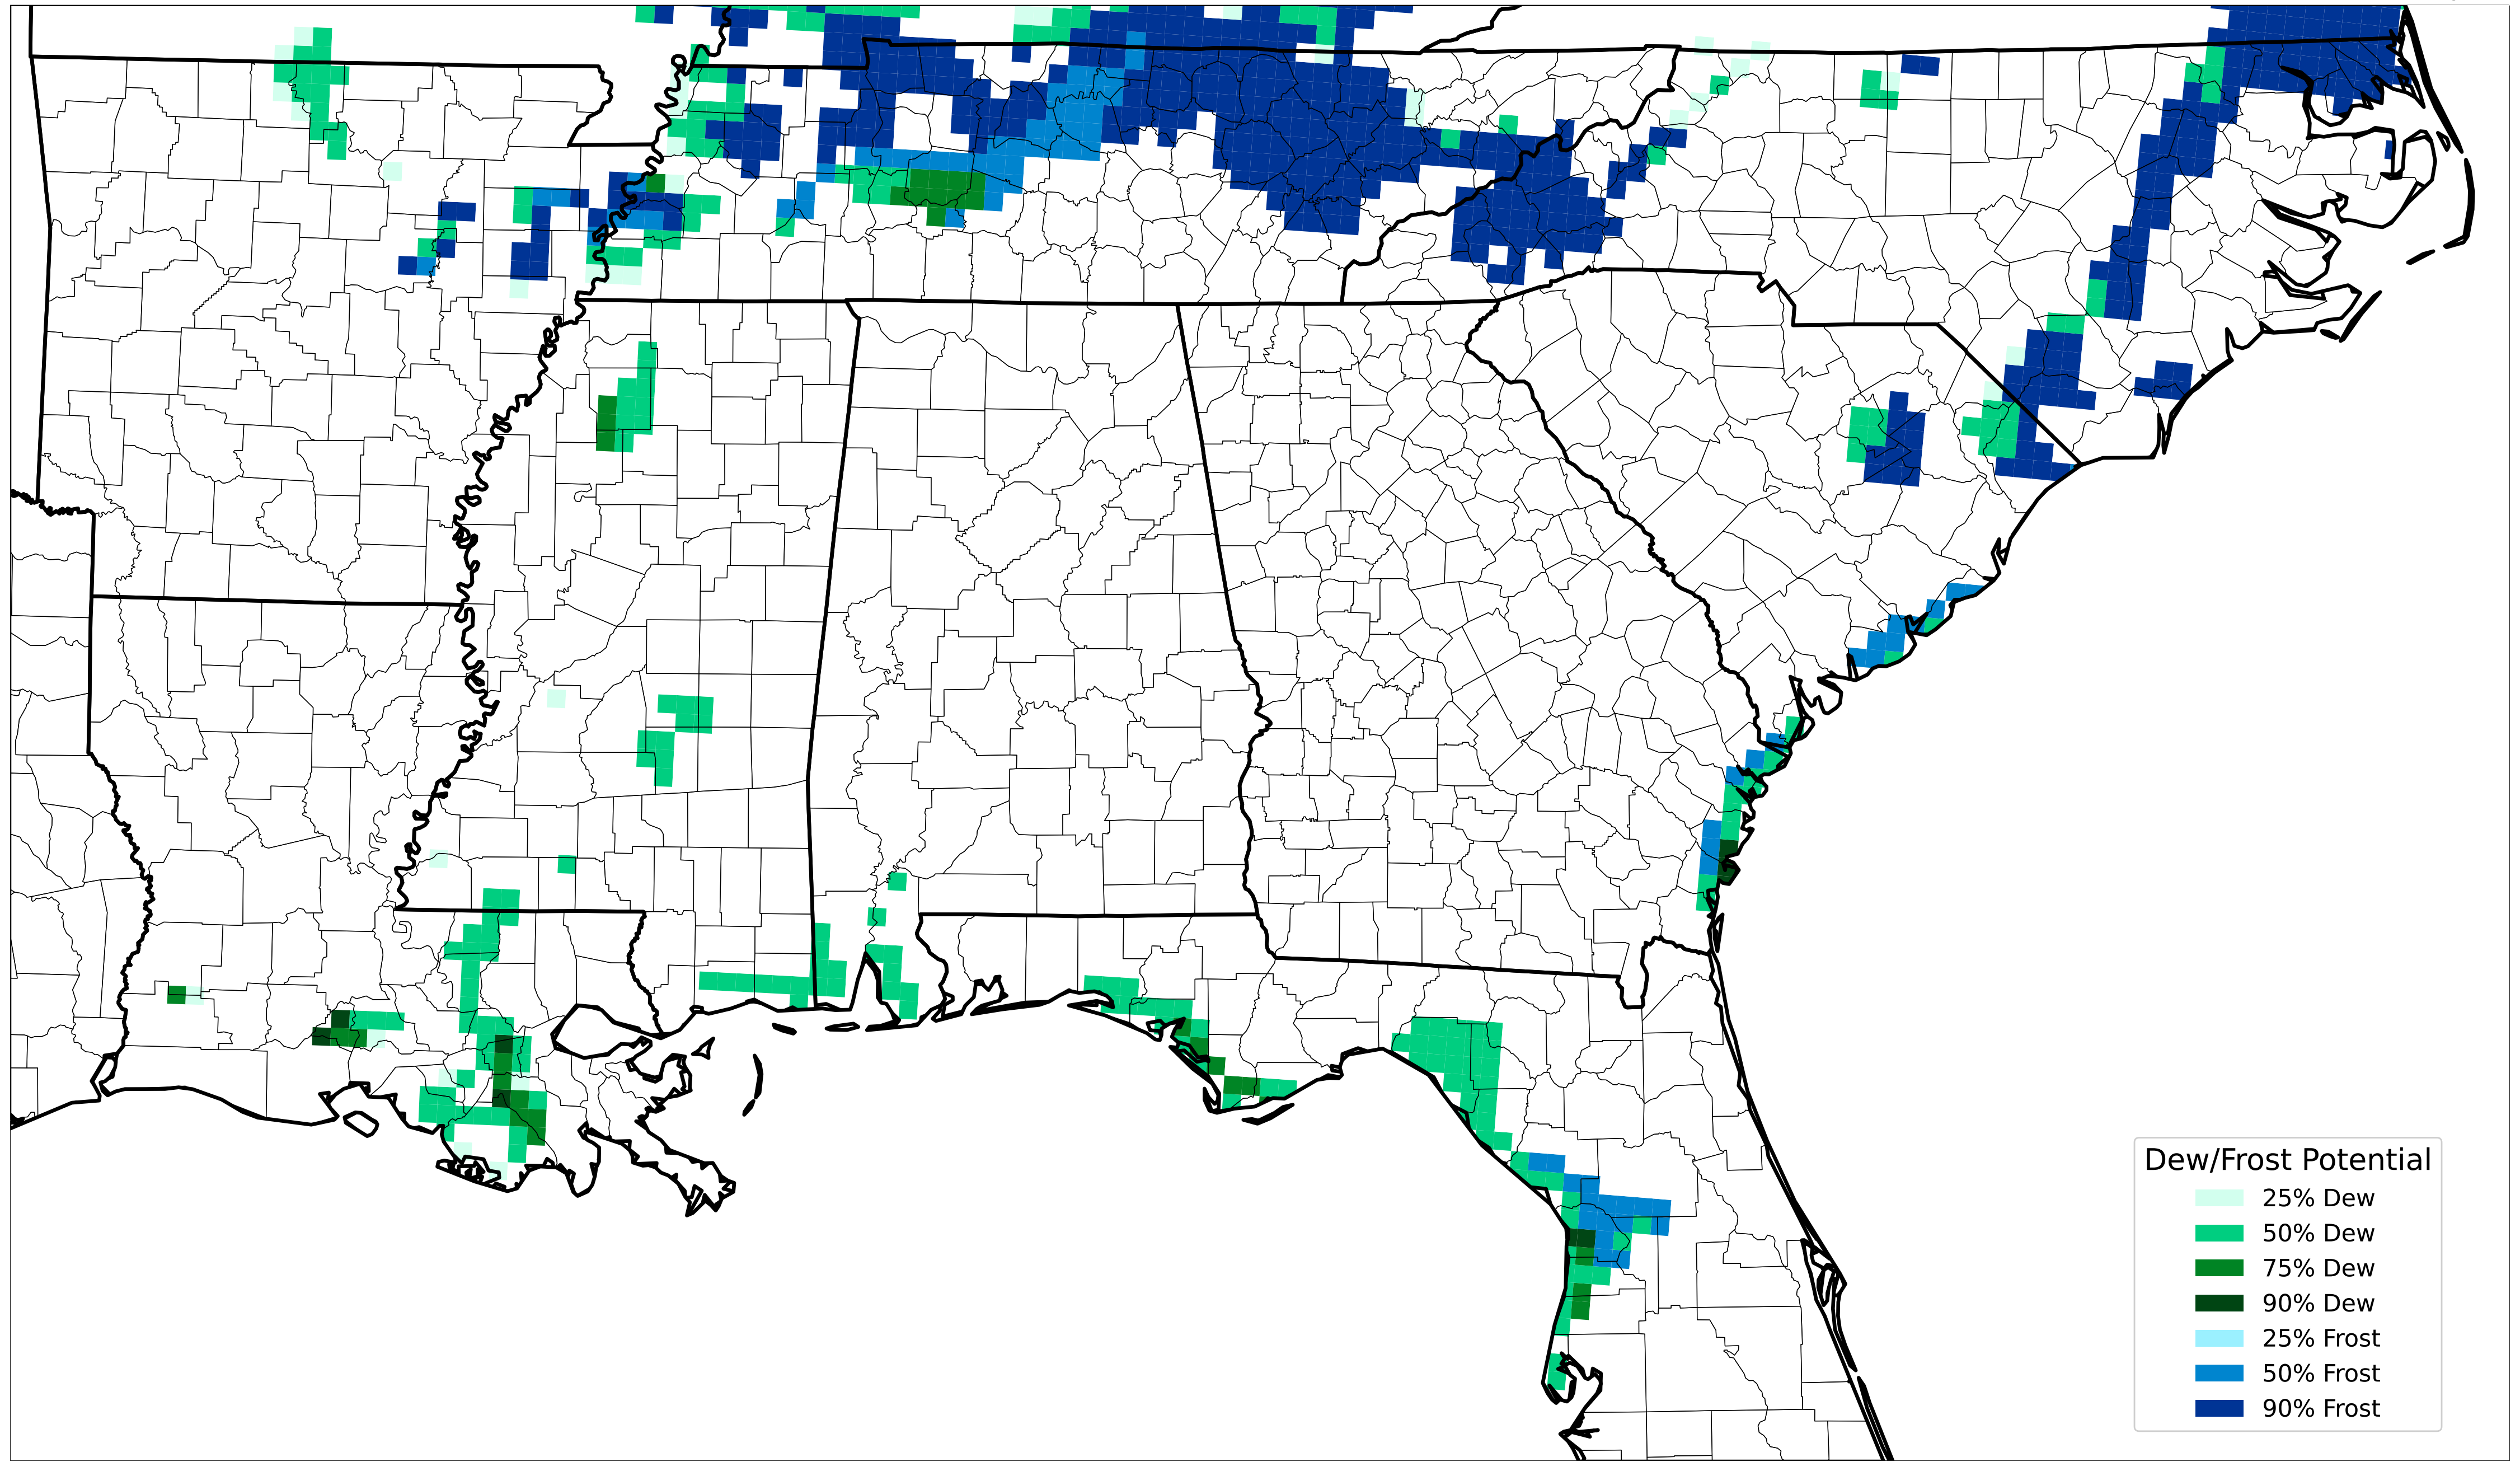 Dew/Frost Potential
25% Dew
50% Dew
75% Dew
90% Dew
25% Frost
50% Frost
90% Frost